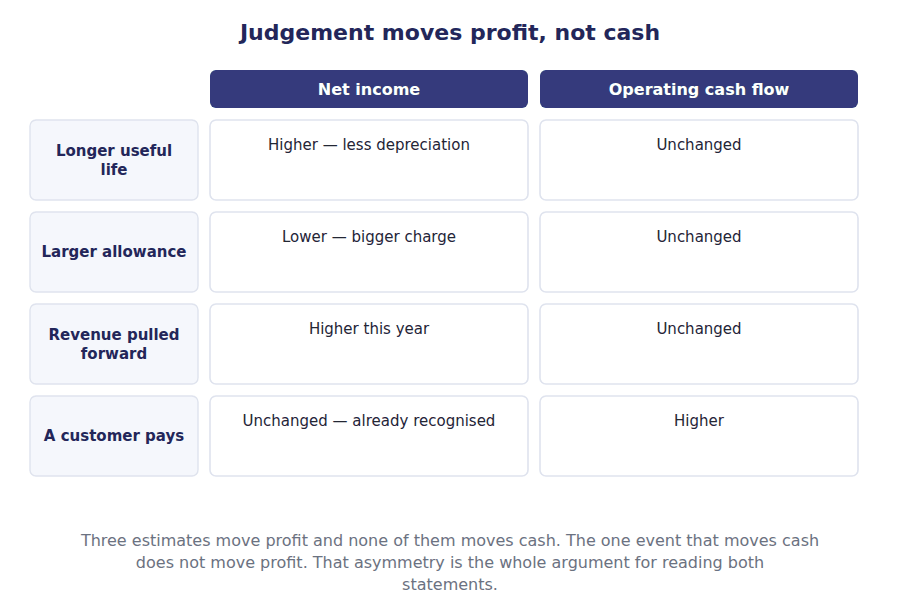 Judgement moves profit, not cash
Net income
Operating cash flow
Longer useful
life
Higher — less depreciation
Unchanged
Larger allowance
Lower — bigger charge
Unchanged
Revenue pulled
forward
Higher this year
Unchanged
A customer pays
Unchanged — already recognised
Higher
Three estimates move profit and none of them moves cash. The one event that moves cash
does not move profit. That asymmetry is the whole argument for reading both
statements.